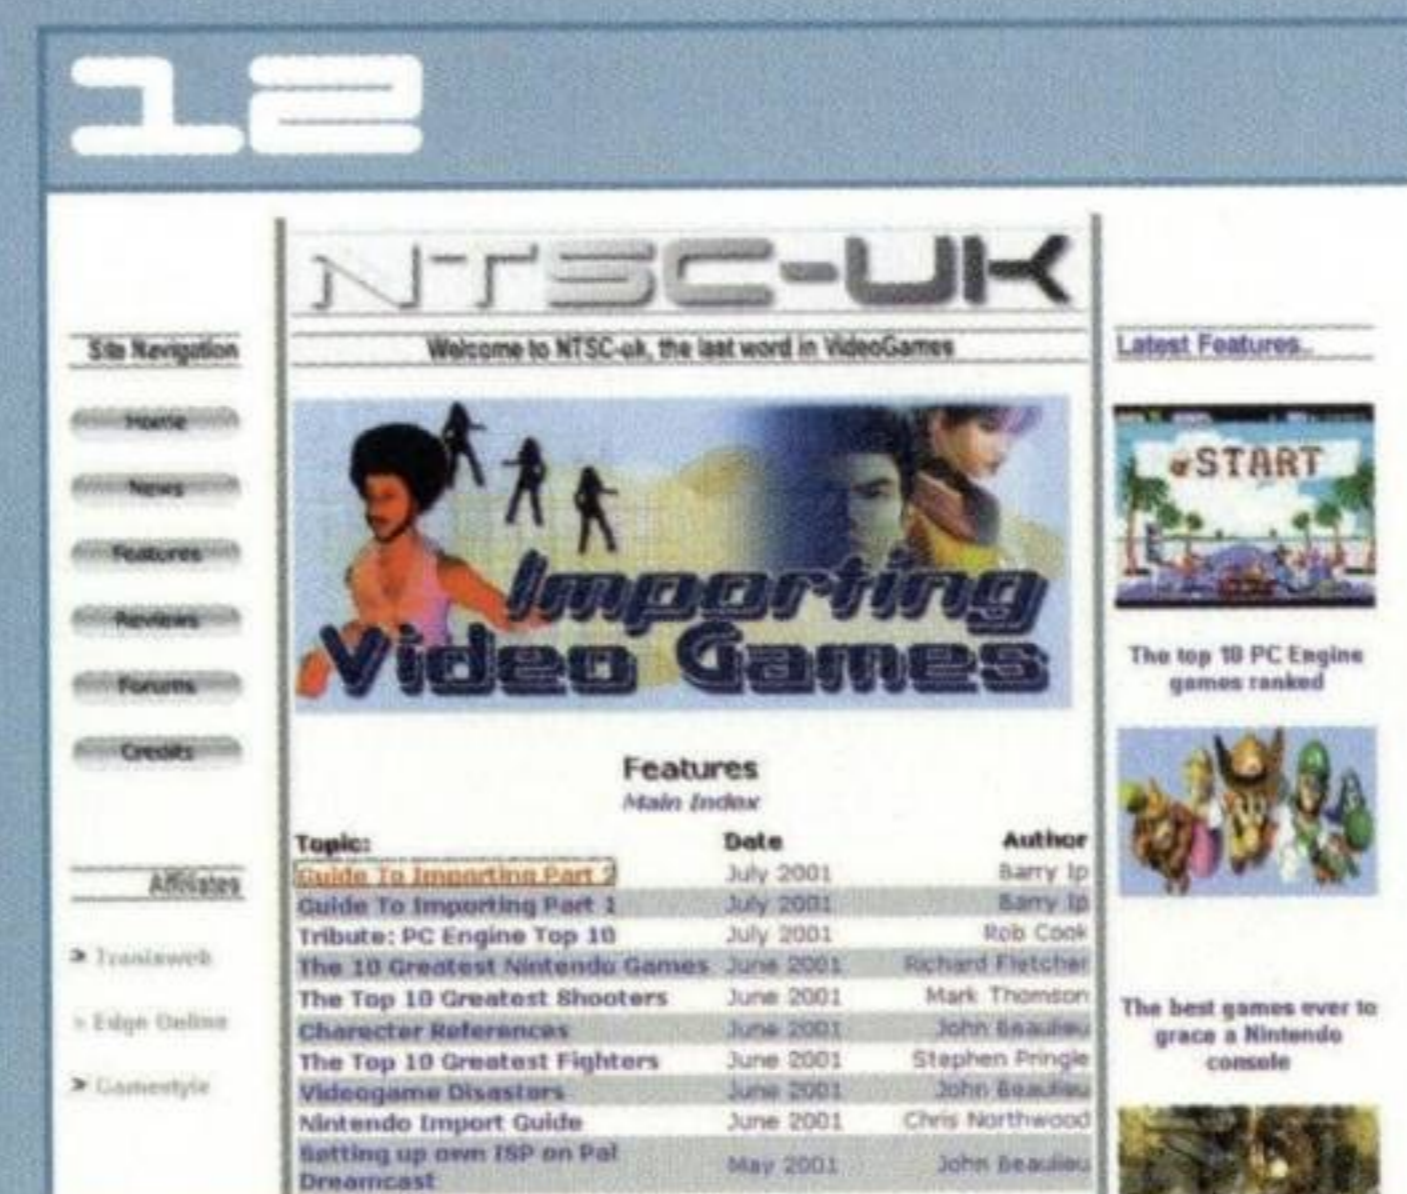 12
NTSC-UK
Site Navigation
Welcome to NTSC-uk, the last word in VideoGames
Latest Features..
Home
News
Features
Reviews
Forums
Credits
START
Importing
Video Games
The top 10 PC Engine
games ranked
Features
Main Index
Topic: Date Author
Guide To Importing Part 2 July 2001 Barry Ip
Guide To Importing Part 1 July 2001 Barry Ip
Tribute: PC Engine Top 10 July 2001 Rob Cook
The 10 Greatest Nintendo Games June 2001 Richard Fletcher
The Top 10 Greatest Shooters June 2001 Mark Thomson
Character References June 2001 John Beaulieu
The Top 10 Greatest Fighters June 2001 Stephen Pringle
Videogame Disasters June 2001 John Beaulieu
Nintendo Import Guide June 2001 Chris Northwood
Setting up own ISP on Pal
Dreamcast May 2001 John Beaulieu
Affiliates
> Edge Online
> Gamestyle
The best games ever to
grace a Nintendo
console